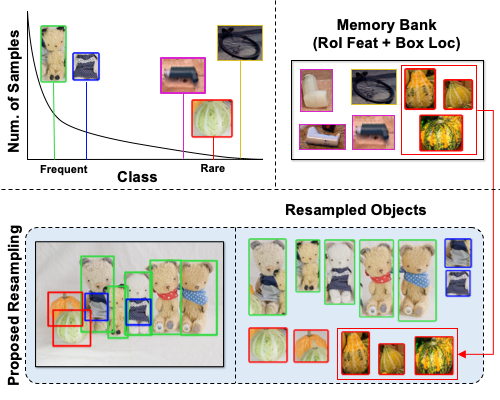 Num. of Samples
Frequent
Rare
Class
Memory Bank
(RoI Feat + Box Loc)
Proposed Resampling
Resampled Objects